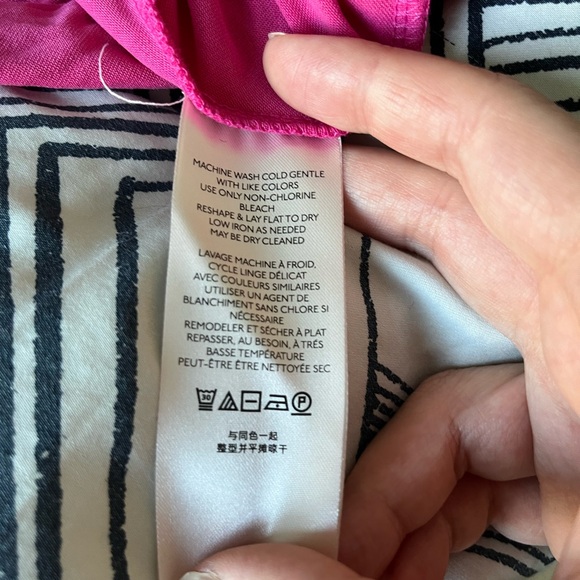 MACHINE WASH COLD GENTLE
WITH LIKE COLORS
USE ONLY NON-CHLORINE
BLEACH
RESHAPE & LAY FLAT TO DRY
LOW IRON AS NEEDED
MAY BE DRY CLEANED
LAVAGE MACHINE À FROID,
CYCLE LINGE DÉLICAT
AVEC COULEURS SIMILAIRES
UTILISER UN AGENT DE
BLANCHIMENT SANS CHLORE SI
NÉCESSAIRE
REMODELER ET SÉCHER À PLAT
REPASSER, AU BESOIN, À TRÉS
BASSE TEMPÉRATURE
PEUT-ÊTRE ÊTRE NETTOYÉE SEC
30 P
与同色一起
整型并平摊晾干